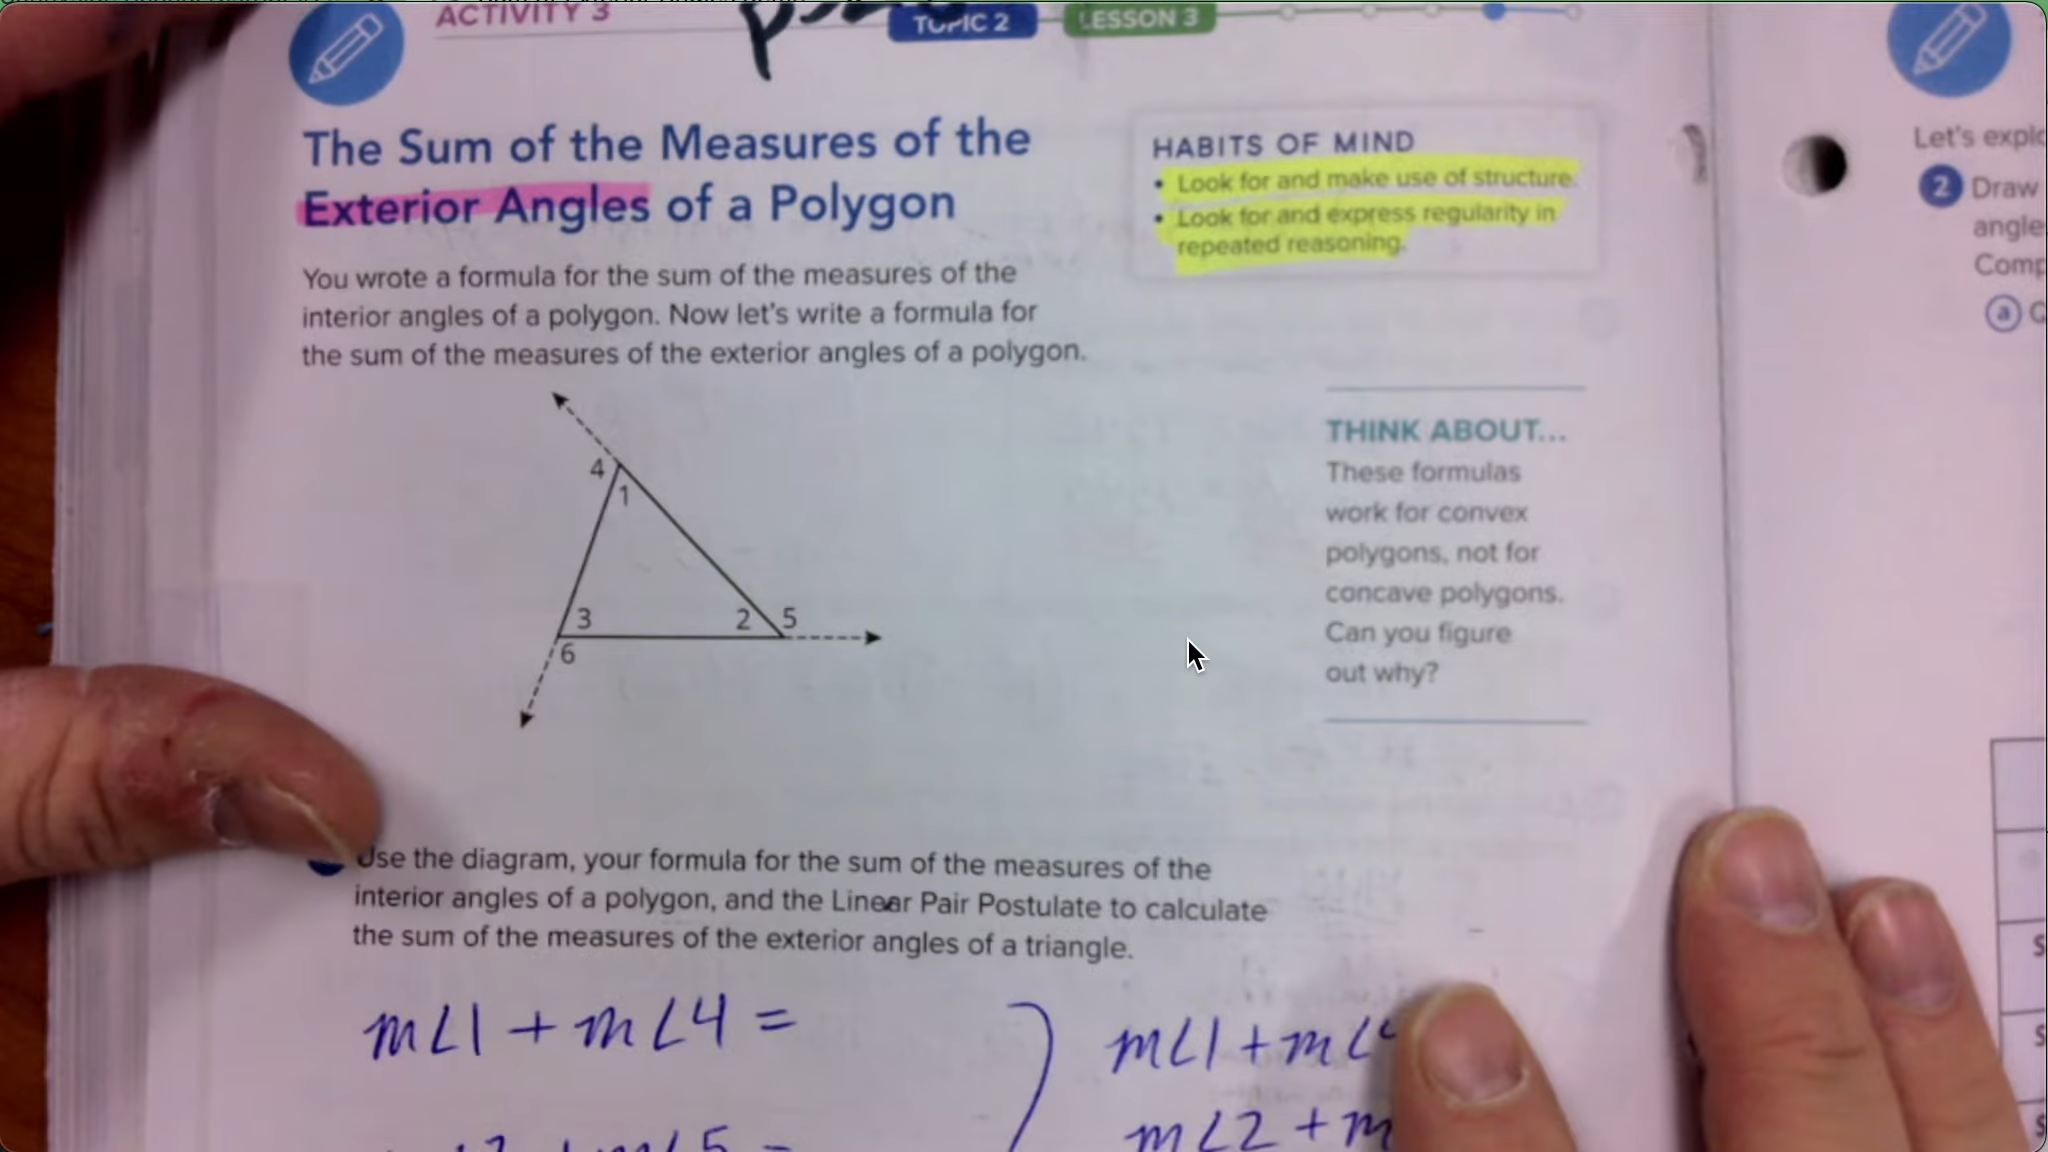 ACTIVITY 3
TOPIC 2
LESSON 3
The Sum of the Measures of the
Exterior Angles of a Polygon
HABITS OF MIND
• Look for and make use of structure.
• Look for and express regularity in
repeated reasoning.
You wrote a formula for the sum of the measures of the
interior angles of a polygon. Now let's write a formula for
the sum of the measures of the exterior angles of a polygon.
4
1
3
2 5
6
THINK ABOUT...
These formulas
work for convex
polygons, not for
concave polygons.
Can you figure
out why?
Use the diagram, your formula for the sum of the measures of the
interior angles of a polygon, and the Linear Pair Postulate to calculate
the sum of the measures of the exterior angles of a triangle.
m∠1 + m∠4 =
m∠1 + m∠
m∠2 + m
Let's
2 Draw
a